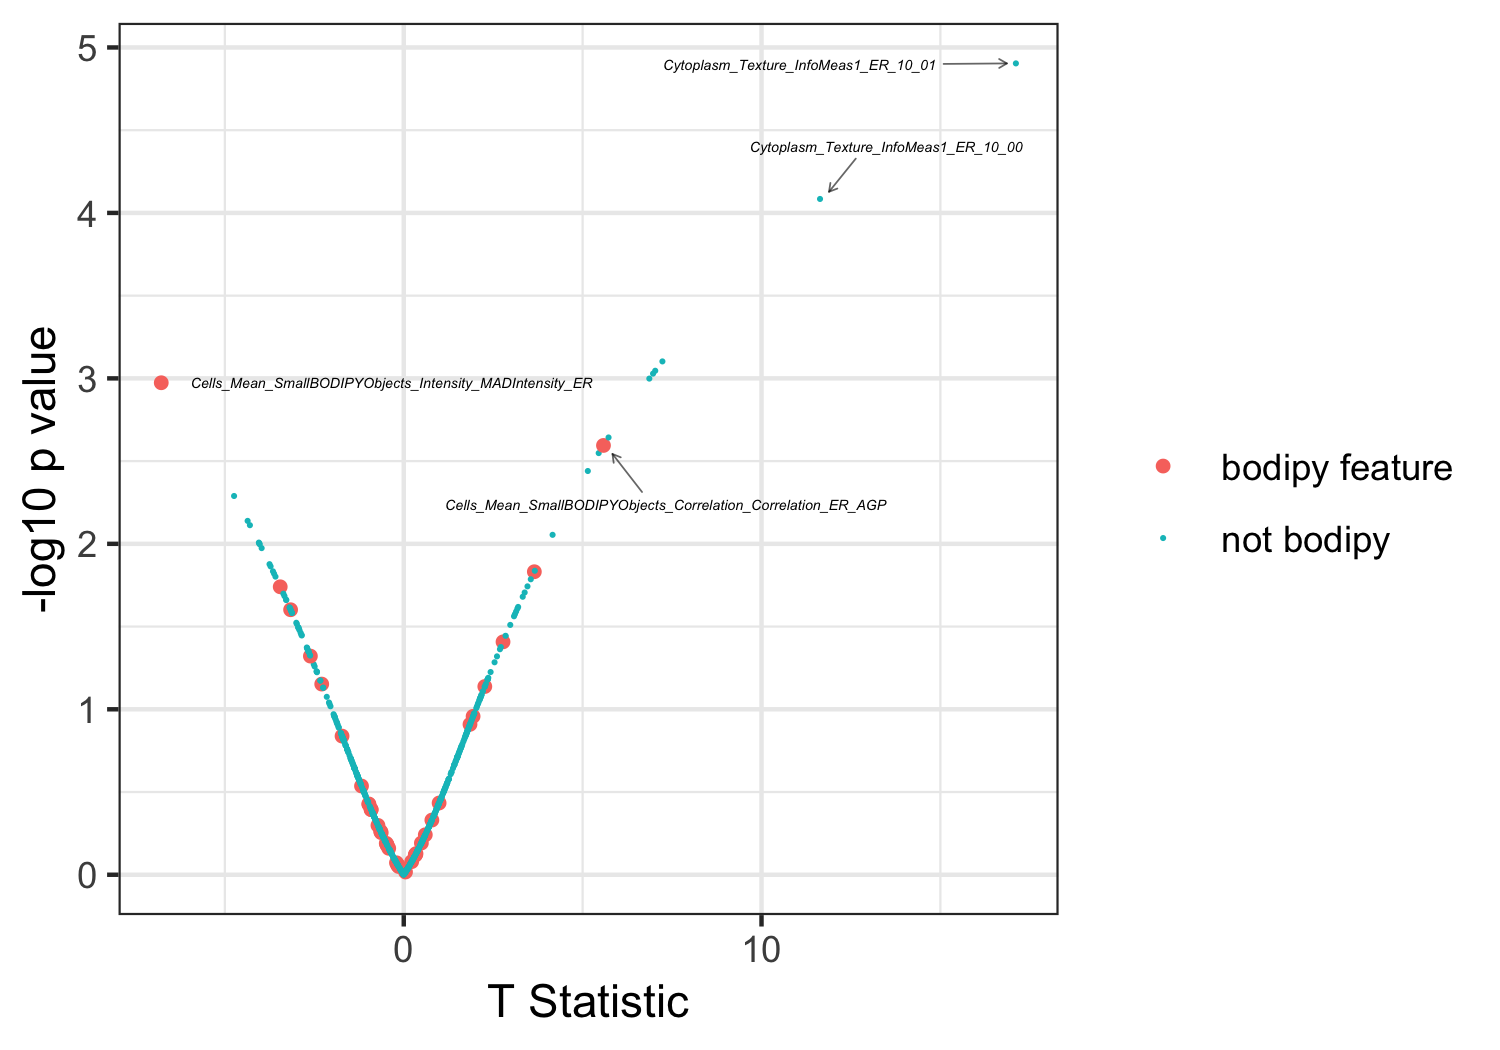 5
Cytoplasm_Texture_InfoMeas1_ER_10_01
Cytoplasm_Texture_InfoMeas1_ER_10_00
4
3
Cells_Mean_SmallBODIPYObjects_Intensity_MADIntensity_ER
Cells_Mean_SmallBODIPYObjects_Correlation_Correlation_ER_AGP
2
1
0
-log10 p value
0
10
T Statistic
bodipy feature
not bodipy